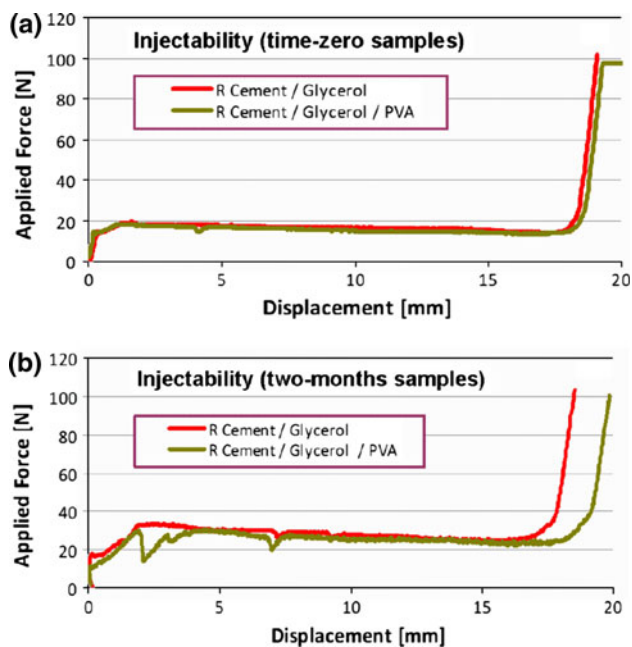 (a)
Injectability (time-zero samples)
R Cement / Glycerol
R Cement / Glycerol / PVA
Applied Force [N]
120
100
80
60
40
20
0
0 5 10 15 20
Displacement [mm]
(b)
Injectability (two-months samples)
R Cement / Glycerol
R Cement / Glycerol / PVA
Applied Force [N]
120
100
80
60
40
20
0
0 5 10 15 20
Displacement [mm]